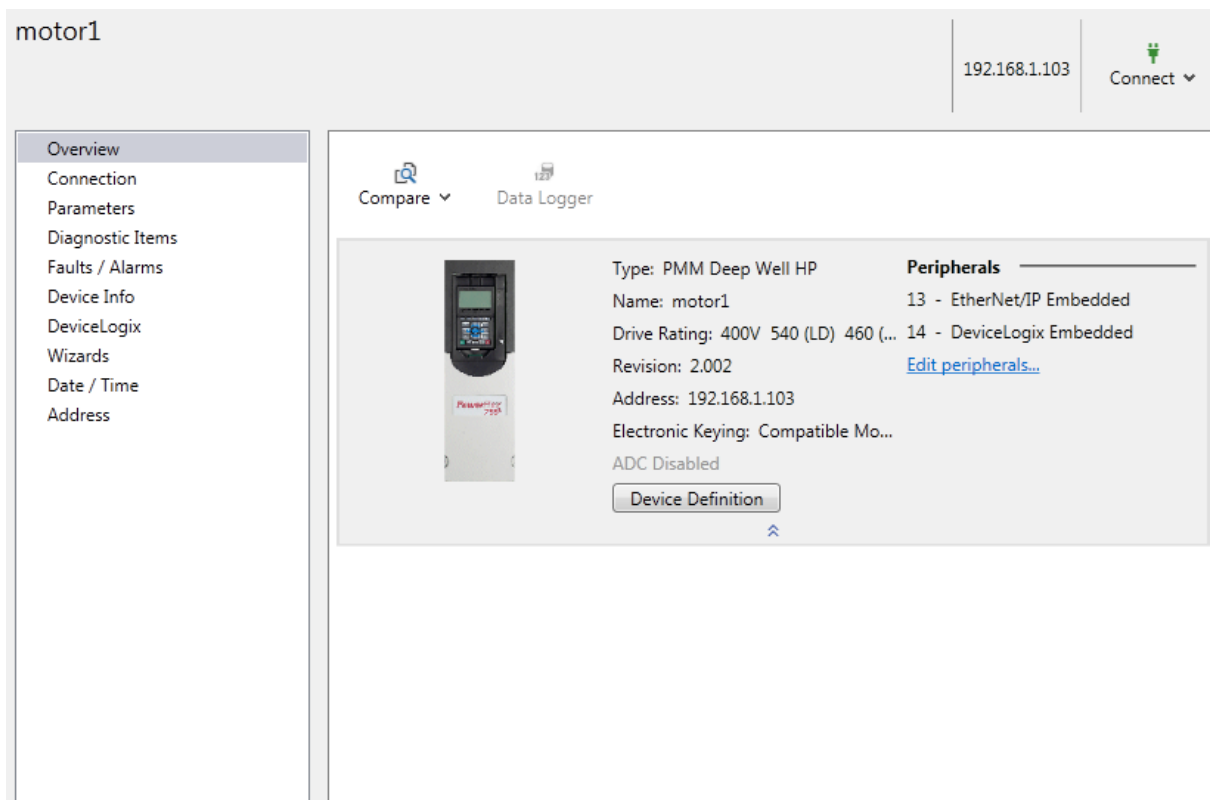 motor1
192.168.1.103
Connect
Overview
Connection
Parameters
Diagnostic Items
Faults / Alarms
Device Info
DeviceLogix
Wizards
Date / Time
Address
Compare
123
Data Logger
Type: PMM Deep Well HP
Name: motor1
Drive Rating: 400V 540 (LD) 460 (...
Revision: 2.002
Address: 192.168.1.103
Electronic Keying: Compatible Mo...
ADC Disabled
Device Definition
Peripherals
13 - EtherNet/IP Embedded
14 - DeviceLogix Embedded
Edit peripherals...